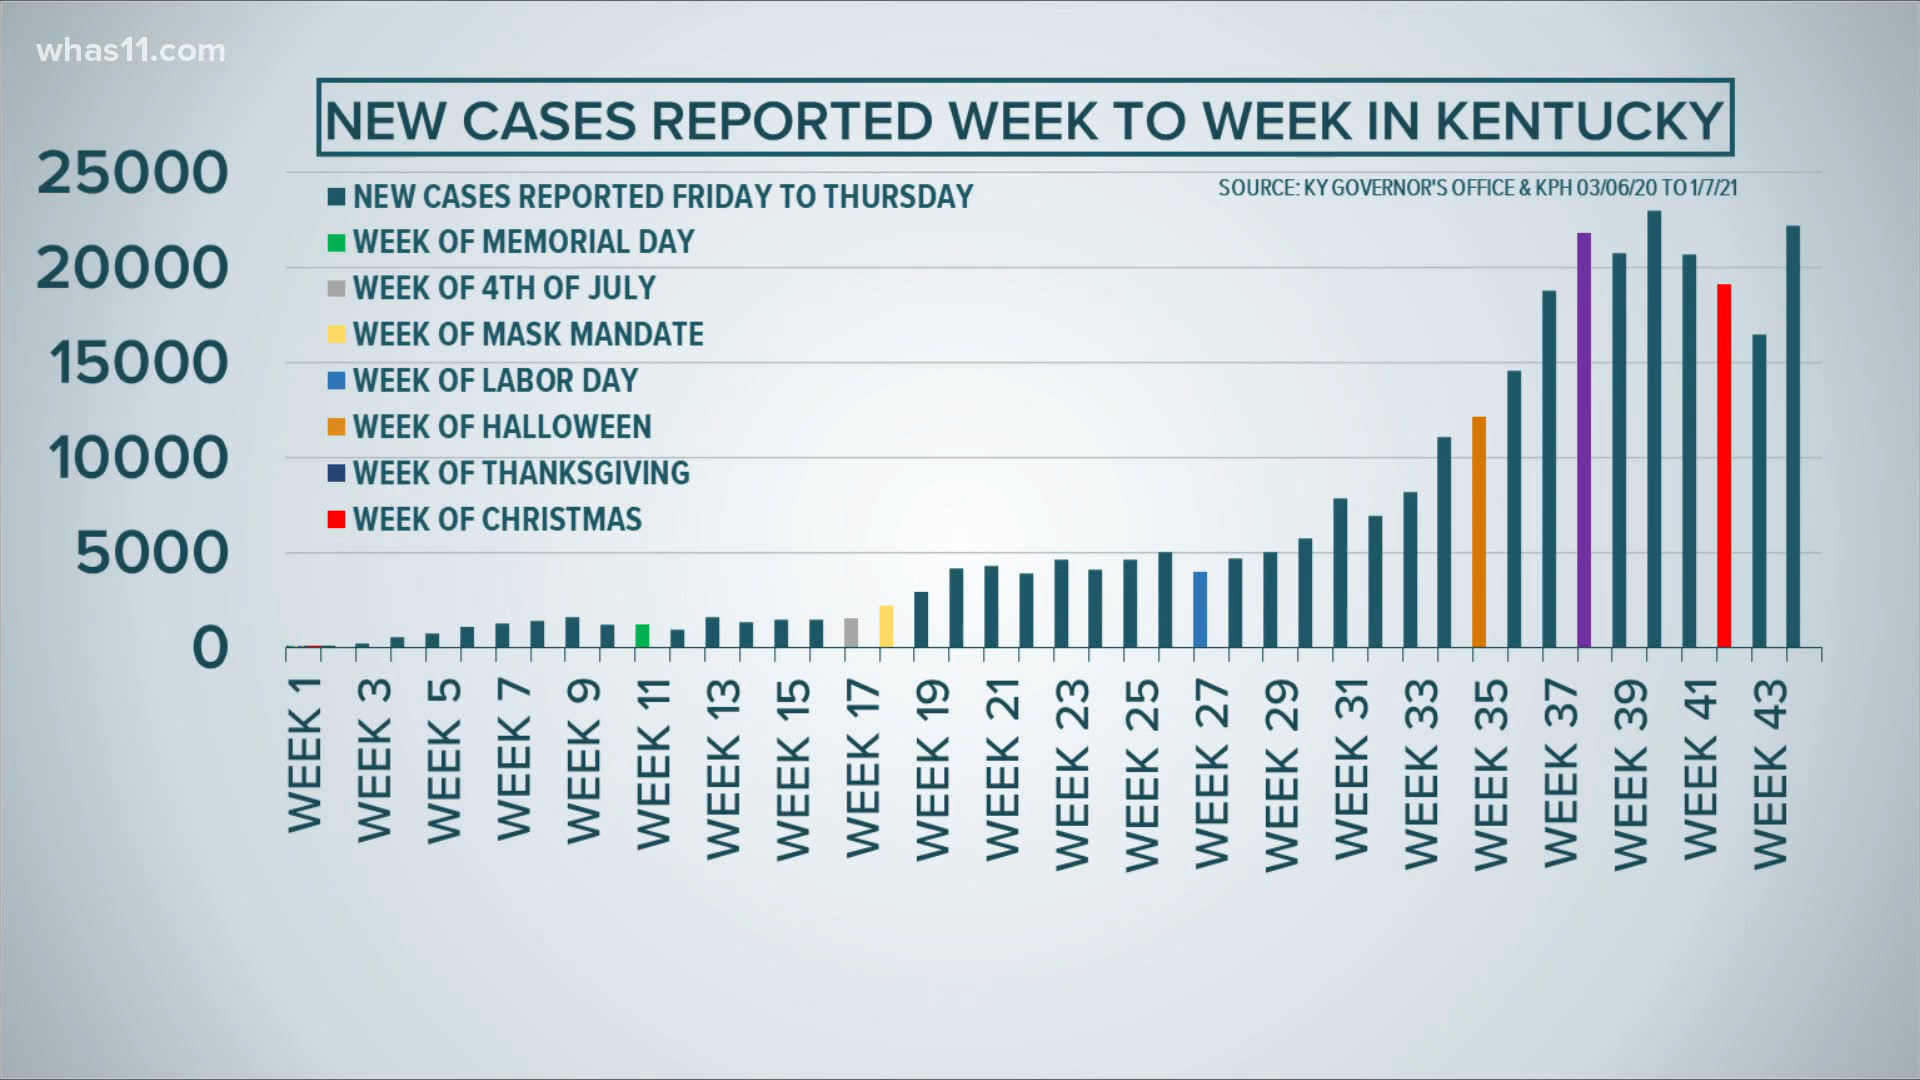 whas11.com
NEW CASES REPORTED WEEK TO WEEK IN KENTUCKY
SOURCE: KY GOVERNOR'S OFFICE & KPH 03/06/20 TO 1/7/21
NEW CASES REPORTED FRIDAY TO THURSDAY
WEEK OF MEMORIAL DAY
WEEK OF 4TH OF JULY
WEEK OF MASK MANDATE
WEEK OF LABOR DAY
WEEK OF HALLOWEEN
WEEK OF THANKSGIVING
WEEK OF CHRISTMAS
25000
20000
15000
10000
5000
0
WEEK 1
WEEK 3
WEEK 5
WEEK 7
WEEK 9
WEEK 11
WEEK 13
WEEK 15
WEEK 17
WEEK 19
WEEK 21
WEEK 23
WEEK 25
WEEK 27
WEEK 29
WEEK 31
WEEK 33
WEEK 35
WEEK 37
WEEK 39
WEEK 41
WEEK 43